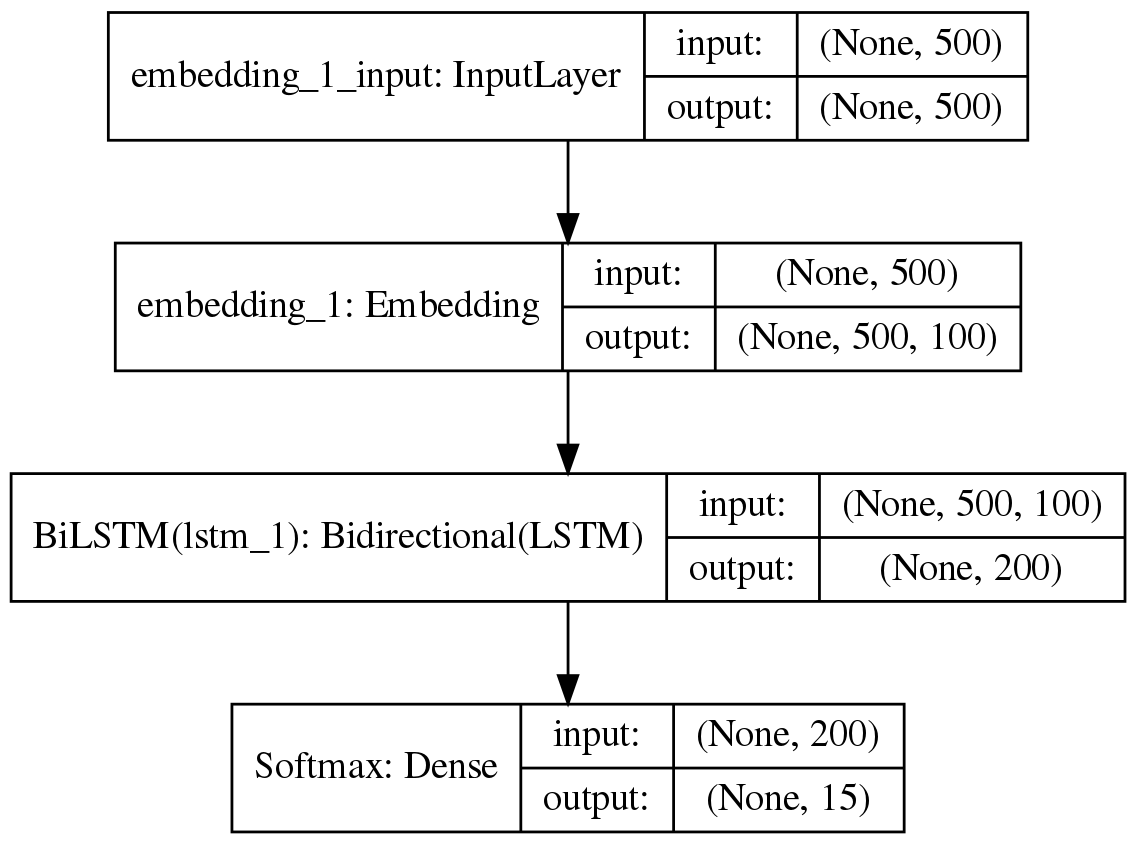 embedding_1_input: InputLayer
input:
(None, 500)
output:
(None, 500)
embedding_1: Embedding
input:
(None, 500)
output:
(None, 500, 100)
BiLSTM(lstm_1): Bidirectional(LSTM)
input:
(None, 500, 100)
output:
(None, 200)
Softmax: Dense
input:
(None, 200)
output:
(None, 15)